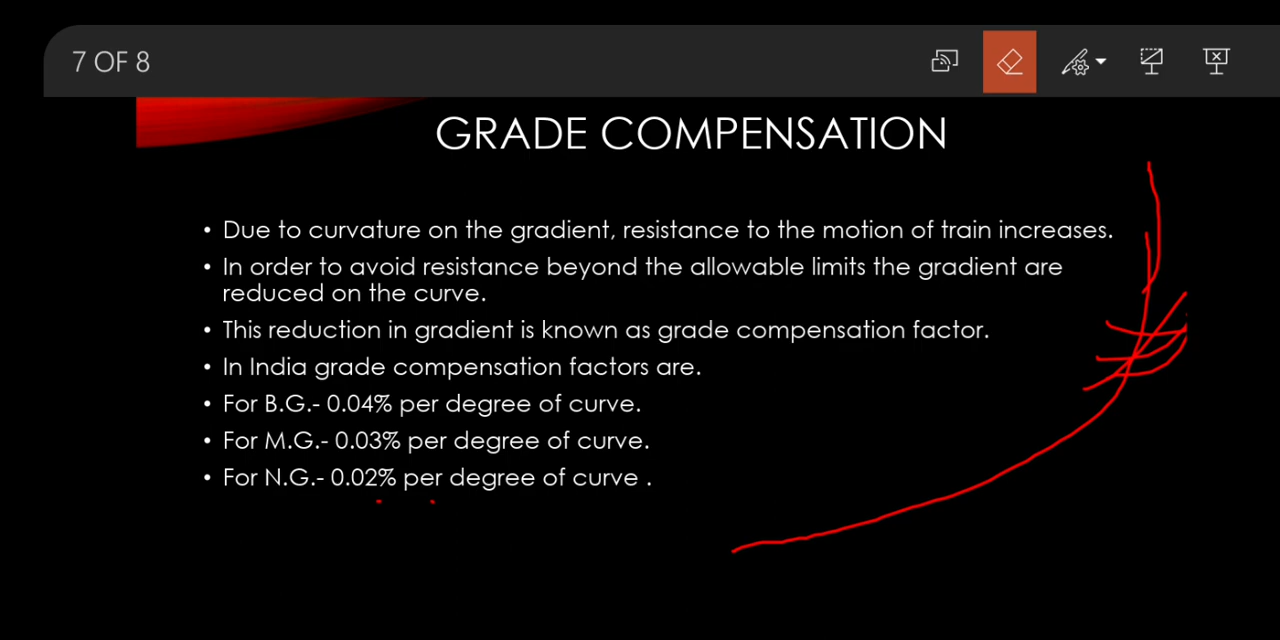 7 OF 8
GRADE COMPENSATION
• Due to curvature on the gradient, resistance to the motion of train increases.
• In order to avoid resistance beyond the allowable limits the gradient are
reduced on the curve.
• This reduction in gradient is known as grade compensation factor.
• In India grade compensation factors are.
• For B.G.- 0.04% per degree of curve.
• For M.G.- 0.03% per degree of curve.
• For N.G.- 0.02% per degree of curve .